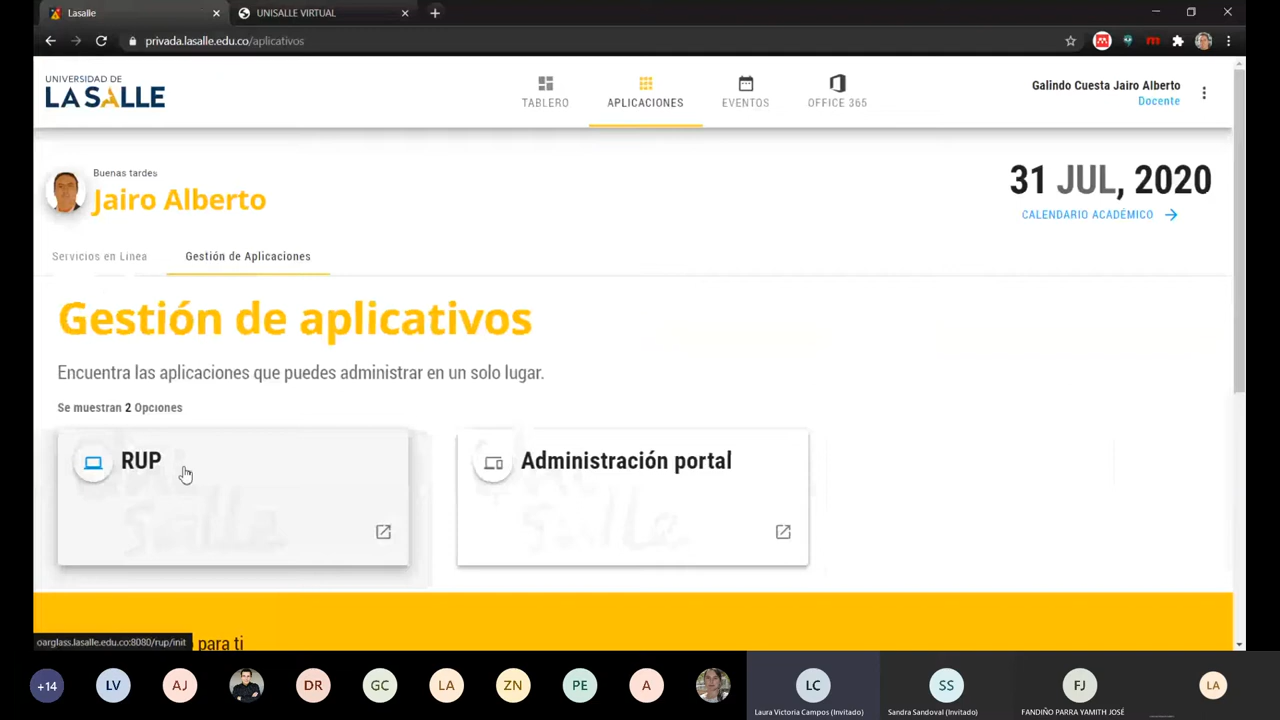 Lasalle
UNISALLE VIRTUAL
privada.lasalle.edu.co/aplicativos
UNIVERSIDAD DE
LA SALLE
TABLERO
APLICACIONES
EVENTOS
OFFICE 365
Galindo Cuesta Jairo Alberto
Docente
Buenas tardes
Jairo Alberto
31 JUL, 2020
CALENDARIO ACADÉMICO
Servicios en Línea
Gestión de Aplicaciones
Gestión de aplicativos
Encuentra las aplicaciones que puedes administrar en un solo lugar.
Se muestran 2 Opciones
RUP
Administración portal
oarglass.lasalle.edu.co:8080/rup/init
para ti
+14
LV
AJ
DR
GC
LA
ZN
PE
A
LC
SS
FJ
LA
Laura Victoria Campos (Invitado)
Sandra Sandoval (Invitado)
FANDIÑO PARRA YAMITH JOSÉ